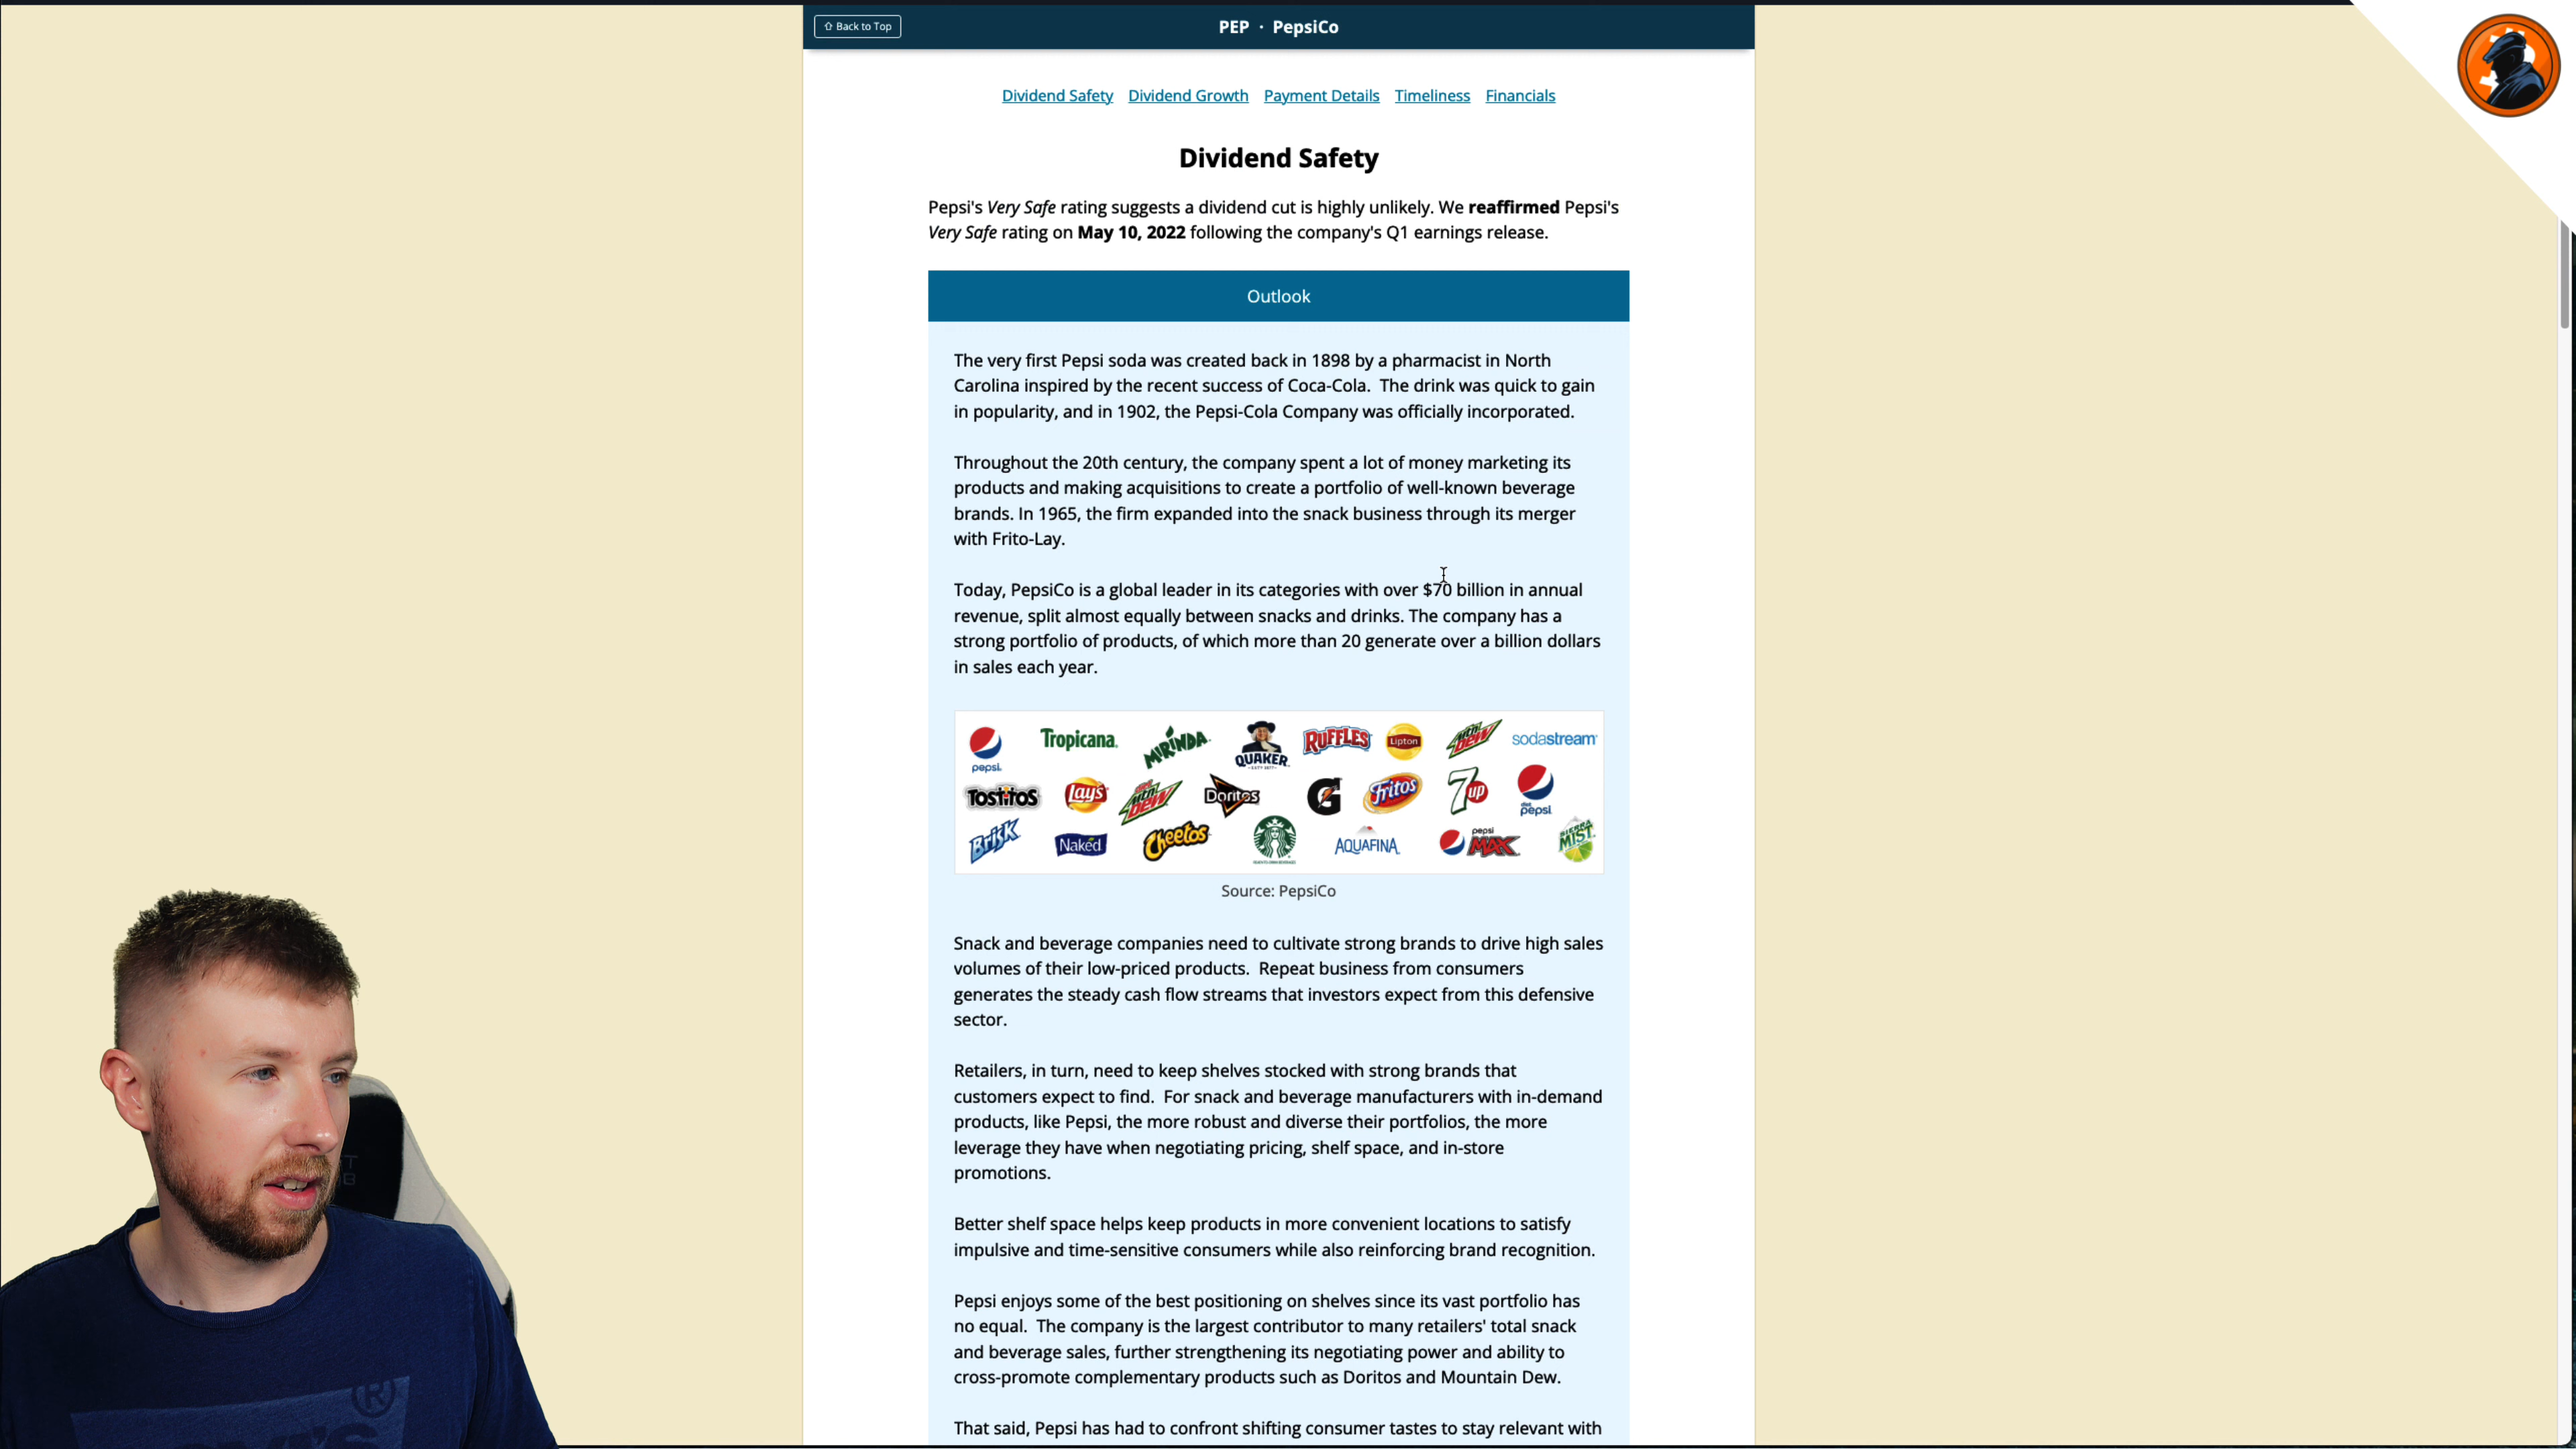 Back to Top
PEP · PepsiCo
Dividend Safety Dividend Growth Payment Details Timeliness Financials
Dividend Safety
Pepsi's Very Safe rating suggests a dividend cut is highly unlikely. We reaffirmed Pepsi's
Very Safe rating on May 10, 2022 following the company's Q1 earnings release.
Outlook
The very first Pepsi soda was created back in 1898 by a pharmacist in North
Carolina inspired by the recent success of Coca-Cola. The drink was quick to gain
in popularity, and in 1902, the Pepsi-Cola Company was officially incorporated.
Throughout the 20th century, the company spent a lot of money marketing its
products and making acquisitions to create a portfolio of well-known beverage
brands. In 1965, the firm expanded into the snack business through its merger
with Frito-Lay.
Today, PepsiCo is a global leader in its categories with over $70 billion in annual
revenue, split almost equally between snacks and drinks. The company has a
strong portfolio of products, of which more than 20 generate over a billion dollars
in sales each year.
pepsi. Tropicana. MIRINDA. QUAKER RUFFLES Lipton Mtn DEW sodastream
TOSTITOS Lay's diet Mtn DEW Doritos G Fritos 7up diet pepsi
BRISK Naked Cheetos AQUAFINA pepsi MAX SIERRA MIST
Source: PepsiCo
Snack and beverage companies need to cultivate strong brands to drive high sales
volumes of their low-priced products. Repeat business from consumers
generates the steady cash flow streams that investors expect from this defensive
sector.
Retailers, in turn, need to keep shelves stocked with strong brands that
customers expect to find. For snack and beverage manufacturers with in-demand
products, like Pepsi, the more robust and diverse their portfolios, the more
leverage they have when negotiating pricing, shelf space, and in-store
promotions.
Better shelf space helps keep products in more convenient locations to satisfy
impulsive and time-sensitive consumers while also reinforcing brand recognition.
Pepsi enjoys some of the best positioning on shelves since its vast portfolio has
no equal. The company is the largest contributor to many retailers' total snack
and beverage sales, further strengthening its negotiating power and ability to
cross-promote complementary products such as Doritos and Mountain Dew.
That said, Pepsi has had to confront shifting consumer tastes to stay relevant with